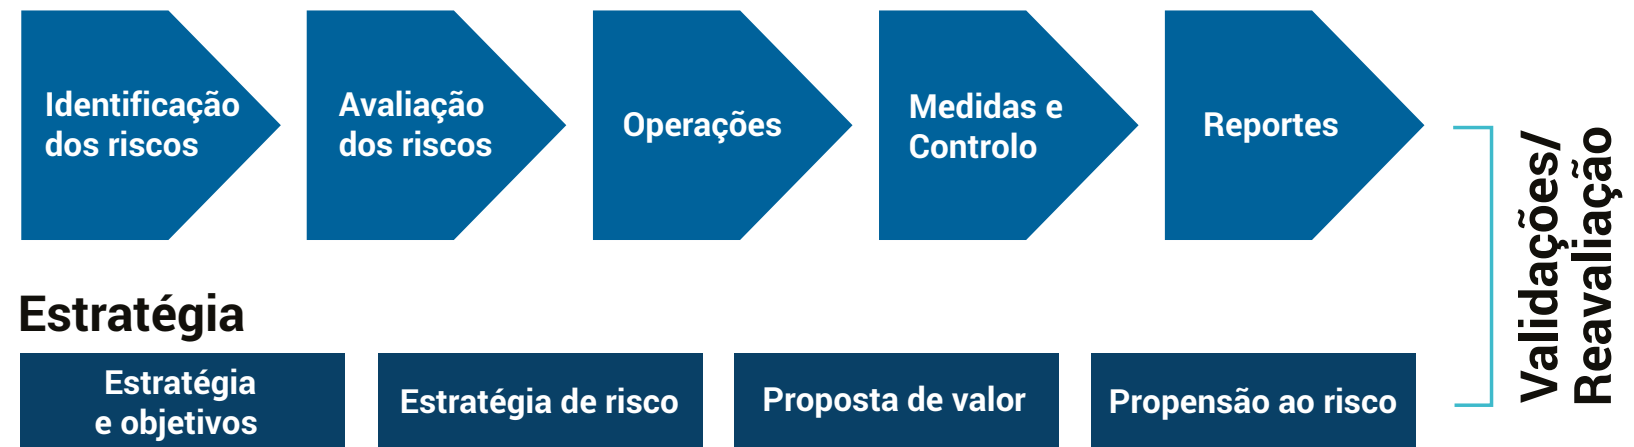 Identificação
dos riscos
Avaliação
dos riscos
Operações
Medidas e
Controlo
Reportes
Validações/
Reavaliação
Estratégia
Estratégia
e objetivos
Estratégia de risco
Proposta de valor
Propensão ao risco